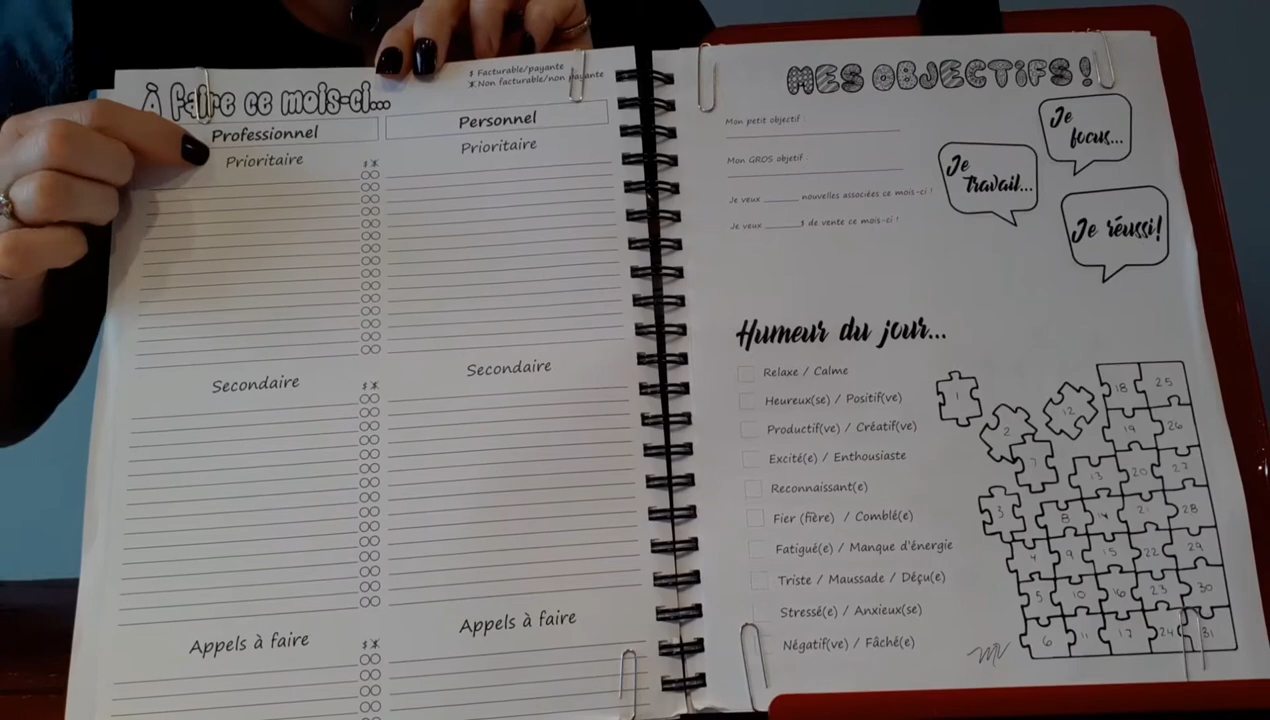 À faire ce mois-ci...
$ Facturable/payante
* Non facturable/non payante
Professionnel
Personnel
Prioritaire
$ *
Prioritaire
Secondaire
$ *
Secondaire
Appels à faire
$ *
Appels à faire
MES OBJECTiFS !
Mon petit objectif :
Mon GROS objetif :
Je veux ______ nouvelles associées ce mois-ci !
Je veux ______$ de vente ce mois-ci !
Je focus...
Je Travail...
Je réussi!
Humeur du jour...
Relaxe / Calme
Heureux(se) / Positif(ve)
Productif(ve) / Créatif(ve)
Excité(e) / Enthousiaste
Reconnaissant(e)
Fier (fière) / Comblé(e)
Fatigué(e) / Manque d'énergie
Triste / Maussade / Déçu(e)
Stressé(e) / Anxieux(se)
Négatif(ve) / Fâché(e)
1 12 18 25
2 19 26
7 13 20 27
3 8 14 21 28
4 9 15 22 29
5 10 16 23 30
6 11 17 24 31